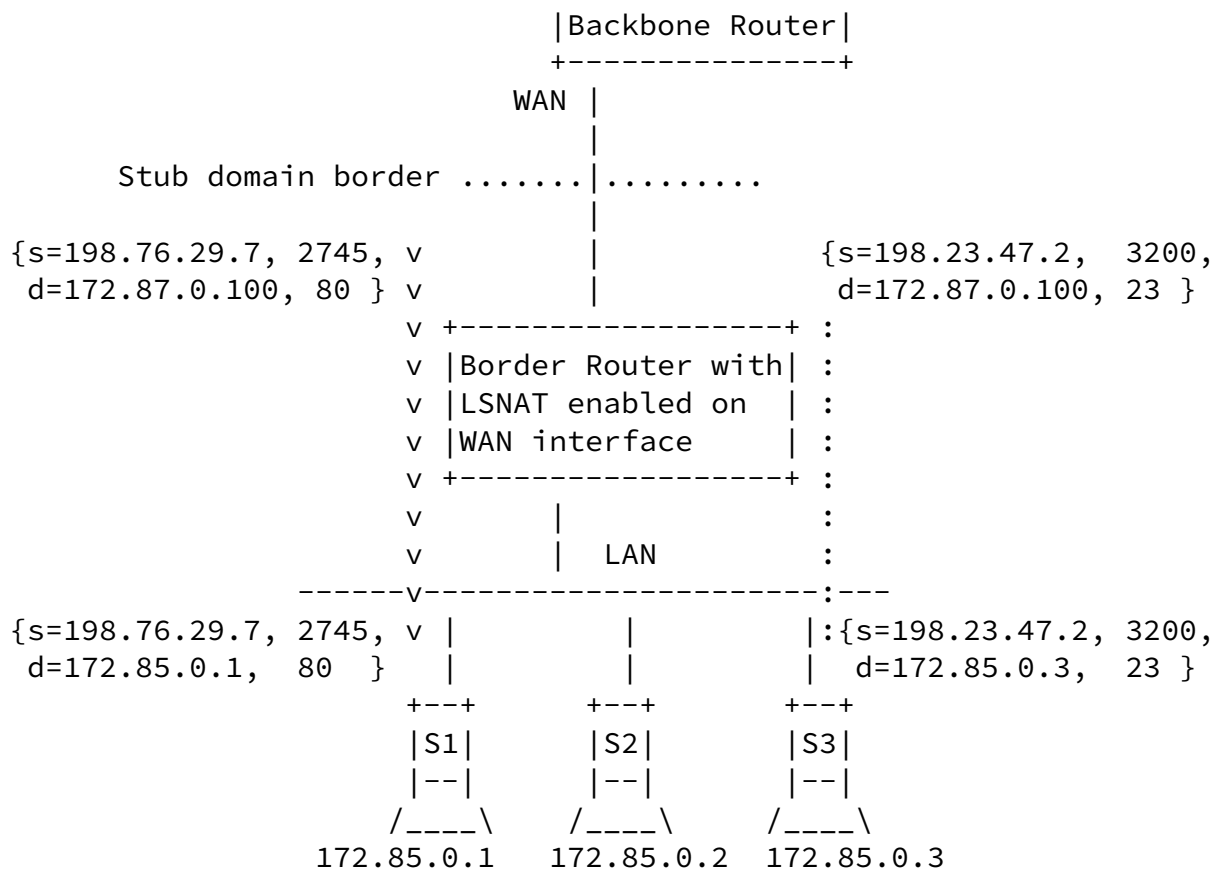 |Backbone Router|
+---------------+
WAN |
|
Stub domain border .......|.........
|
{s=198.76.29.7, 2745, v | {s=198.23.47.2, 3200,
d=172.87.0.100, 80 } v | d=172.87.0.100, 23 }
v +------------------+ :
v |Border Router with| :
v |LSNAT enabled on | :
v |WAN interface | :
v +------------------+ :
v | :
v | LAN :
------v----------------------:---
{s=198.76.29.7, 2745, v | | |:{s=198.23.47.2, 3200,
d=172.85.0.1, 80 } | | | d=172.85.0.3, 23 }
+--+ +--+ +--+
|S1| |S2| |S3|
|--| |--| |--|
/____\ /____\ /____\
172.85.0.1 172.85.0.2 172.85.0.3